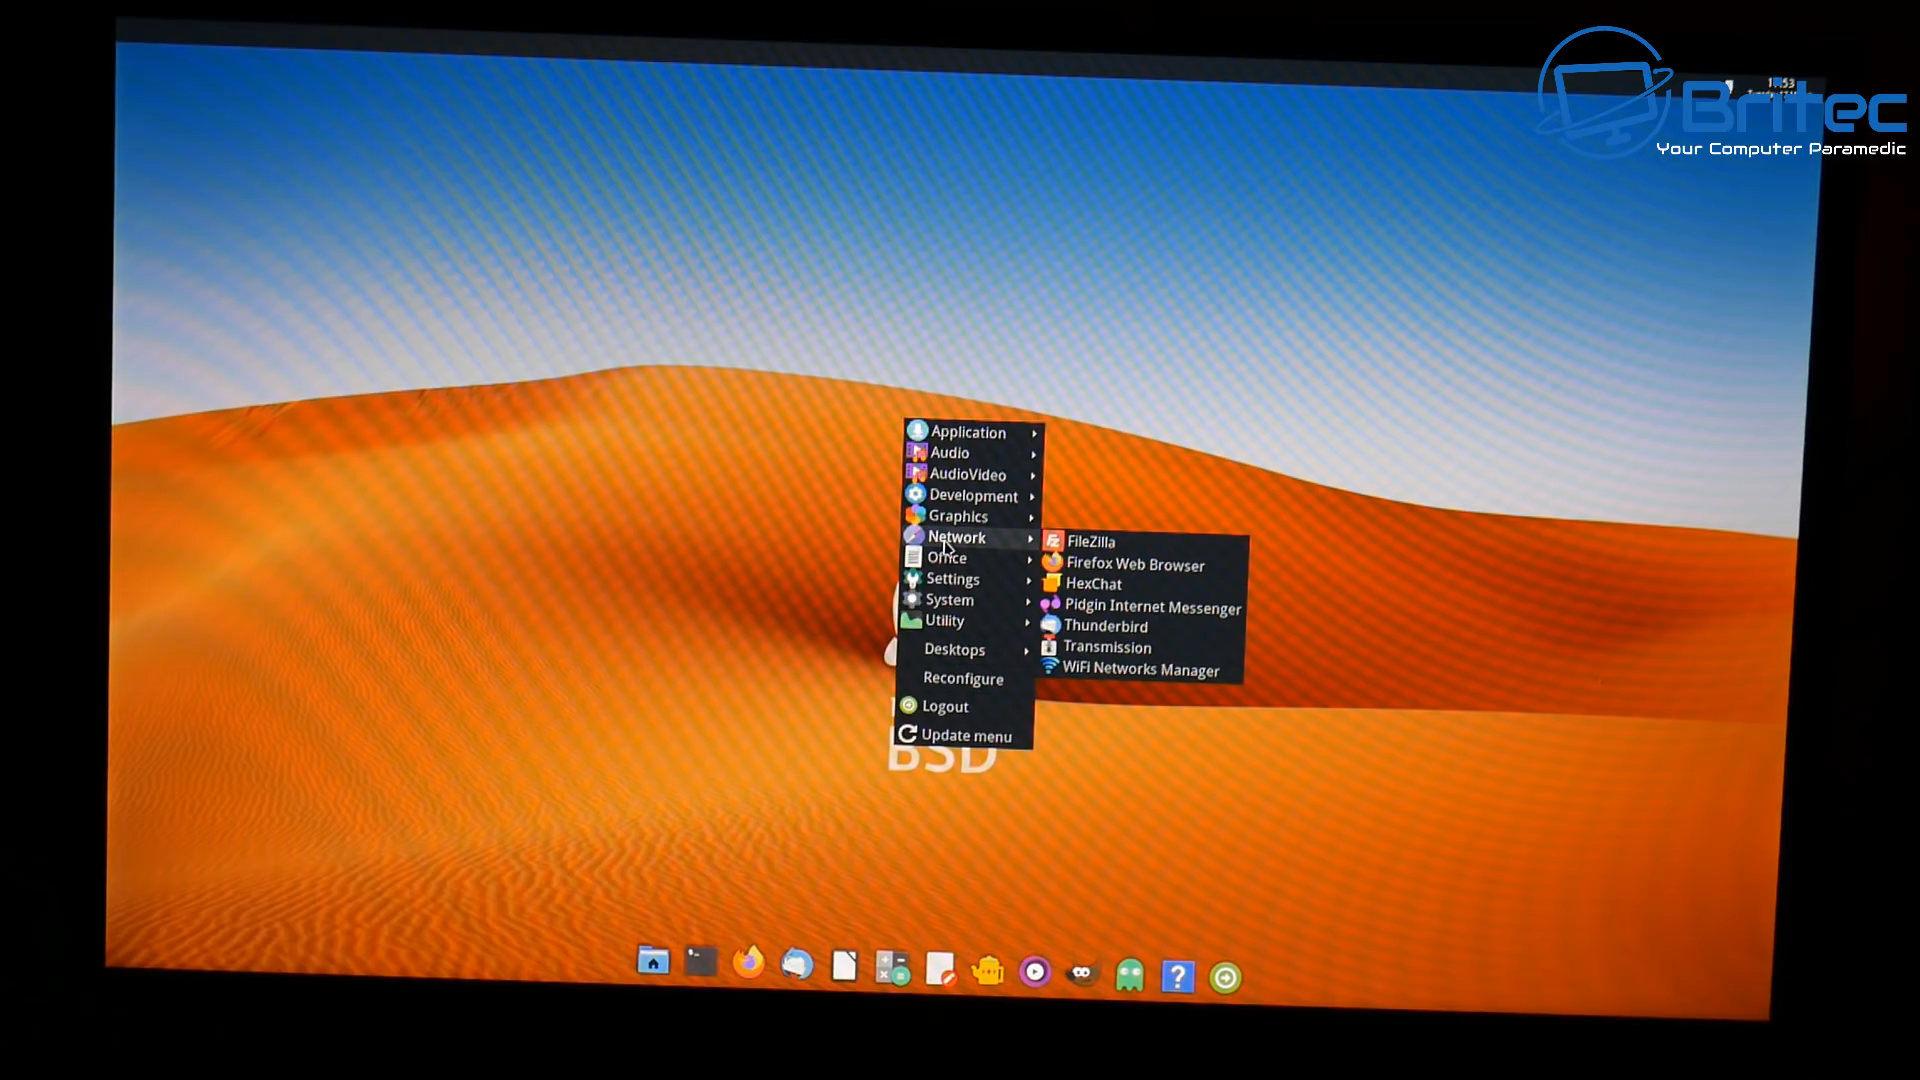 Britec
Your Computer Paramedic
Application
Audio
AudioVideo
Development
Graphics
Network
Office
Settings
System
Utility
Desktops
Reconfigure
Logout
Update menu
FileZilla
Firefox Web Browser
HexChat
Pidgin Internet Messenger
Thunderbird
Transmission
WiFi Networks Manager
BSD